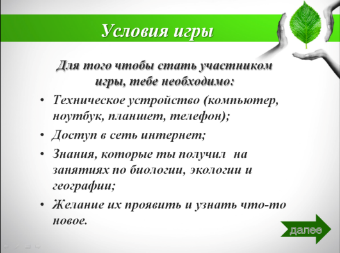 Условия игры
Для того чтобы стать участником
игры, тебе необходимо:
• Техническое устройство (компьютер,
ноутбук, планшет, телефон);
• Доступ в сеть интернет;
• Знания, которые ты получил на
занятиях по биологии, экологии и
географии;
• Желание их проявить и узнать что-то
новое.
далее